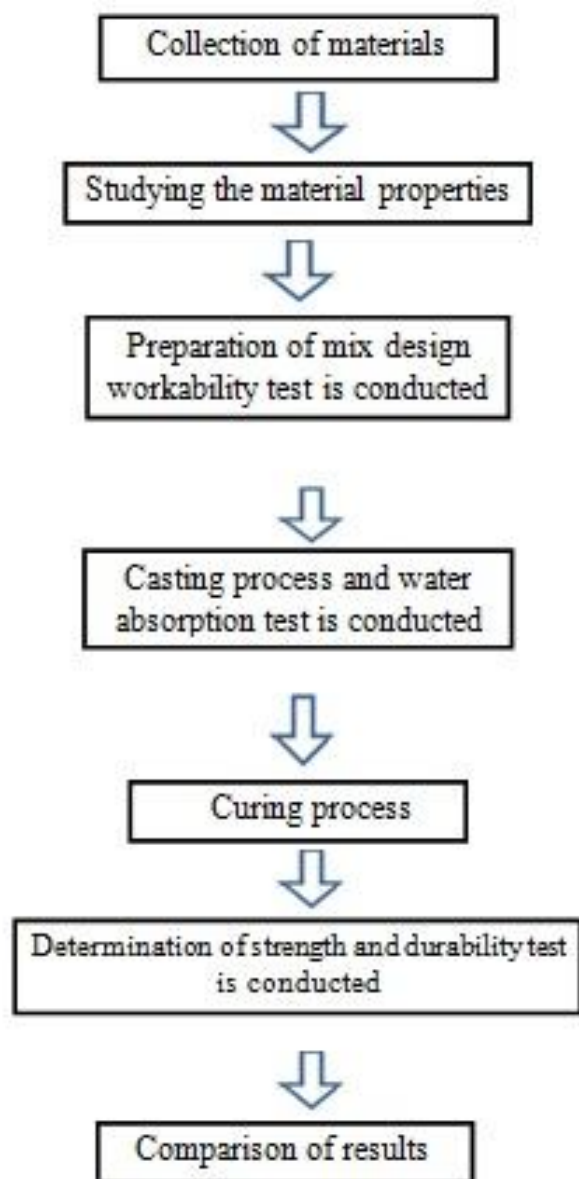 Collection of materials
Studying the material properties
Preparation of mix design
workability test is conducted
Casting process and water
absorption test is conducted
Curing process
Determination of strength and durability test
is conducted
Comparison of results